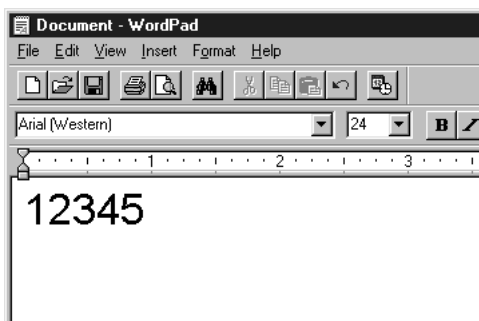 Document - WordPad
File Edit View Insert Format Help
Arial (Western) 24 B I
1 2 3
12345